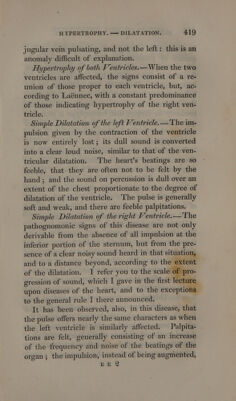 HYPERTROPHY. — DILATATION. 419
jugular vein pulsating, and not the left: this is an
anomaly difficult of explanation.
Hypertrophy of both Ventricles.—When the two
ventricles are affected, the signs consist of a re-
union of those proper to each ventricle, but, ac-
cording to Laënnec, with a constant predominance
of those indicating hypertrophy of the right ven-
tricle.
Simple Dilatation of the left Ventricle.—The im-
pulsion given by the contraction of the ventricle
is now entirely lost; its dull sound is converted
into a clear loud noise, similar to that of the ven-
tricular dilatation. The heart's beatings are so
feeble, that they are often not to be felt by the
hand; and the sound on percussion is dull over an
extent of the chest proportionate to the degree of
dilatation of the ventricle. The pulse is generally
soft and weak, and there are feeble palpitations.
Simple Dilatation of the right Ventricle.—The
pathognomonic signs of this disease are not only
derivable from the absence of all impulsion at the
inferior portion of the sternum, but from the pre-
sence of a clear noisy sound heard in that situation,
and to a distance beyond, according to the extent
of the dilatation. I refer you to the scale of pro-
gression of sound, which I gave in the first lecture
upon diseases of the heart, and to the exceptions
to the general rule I there announced.
It has been observed, also, in this disease, that
the pulse offers nearly the same characters as when
the left ventricle is similarly affected. Palpita-
tions are felt, generally consisting of an increase
of the frequency and noise of the beatings of the
organ; the impulsion, instead of being augmented,
E E 2